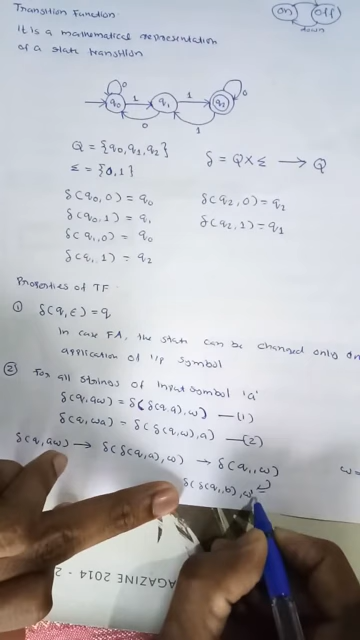 Transition Function:
on off
down
It is a mathematical representation
of a state transition
0 1 1 0
q0 q1 q2
0 1
Q = {q0, q1, q2}
δ = Q × Σ → Q
Σ = {0, 1}
δ(q0, 0) = q0 δ(q2, 0) = q2
δ(q0, 1) = q1 δ(q2, 1) = q1
δ(q1, 0) = q0
δ(q1, 1) = q2
Properties of TF
① δ(q, ε) = q
In case FA, the state can be changed only on
application of i/p symbol
② For all strings of input symbol 'a'
δ(q, aw) = δ(δ(q, a), w) — (1)
δ(q, wa) = δ(δ(q, w), a) — (2)
δ(q, aw) → δ(δ(q, a), w) → δ(q1, w)
w =
δ(δ(q1, b), w'
AGAZINE 2014 - 2